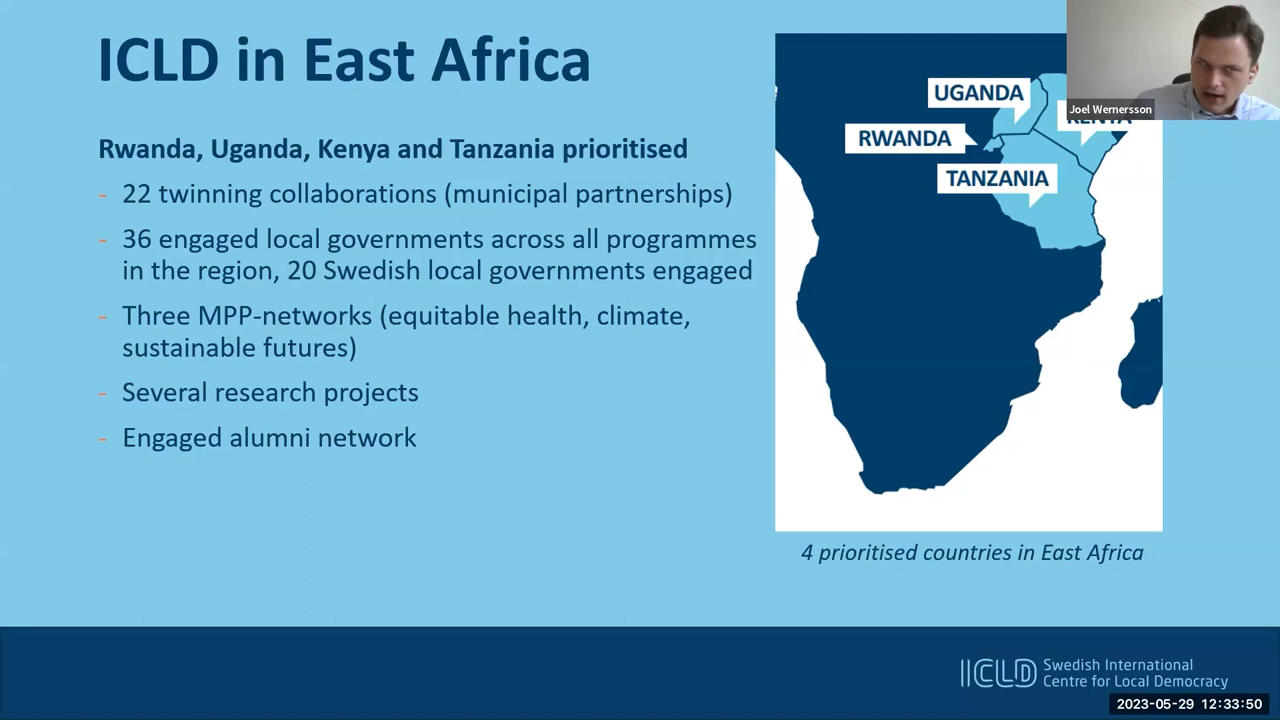 ICLD in East Africa
Rwanda, Uganda, Kenya and Tanzania prioritised
- 22 twinning collaborations (municipal partnerships)
- 36 engaged local governments across all programmes
in the region, 20 Swedish local governments engaged
- Three MPP-networks (equitable health, climate,
sustainable futures)
- Several research projects
- Engaged alumni network
UGANDA
KENYA
RWANDA
TANZANIA
4 prioritised countries in East Africa
Joel Wernersson
ICLD
Swedish International
Centre for Local Democracy
2023-05-29 12:33:50